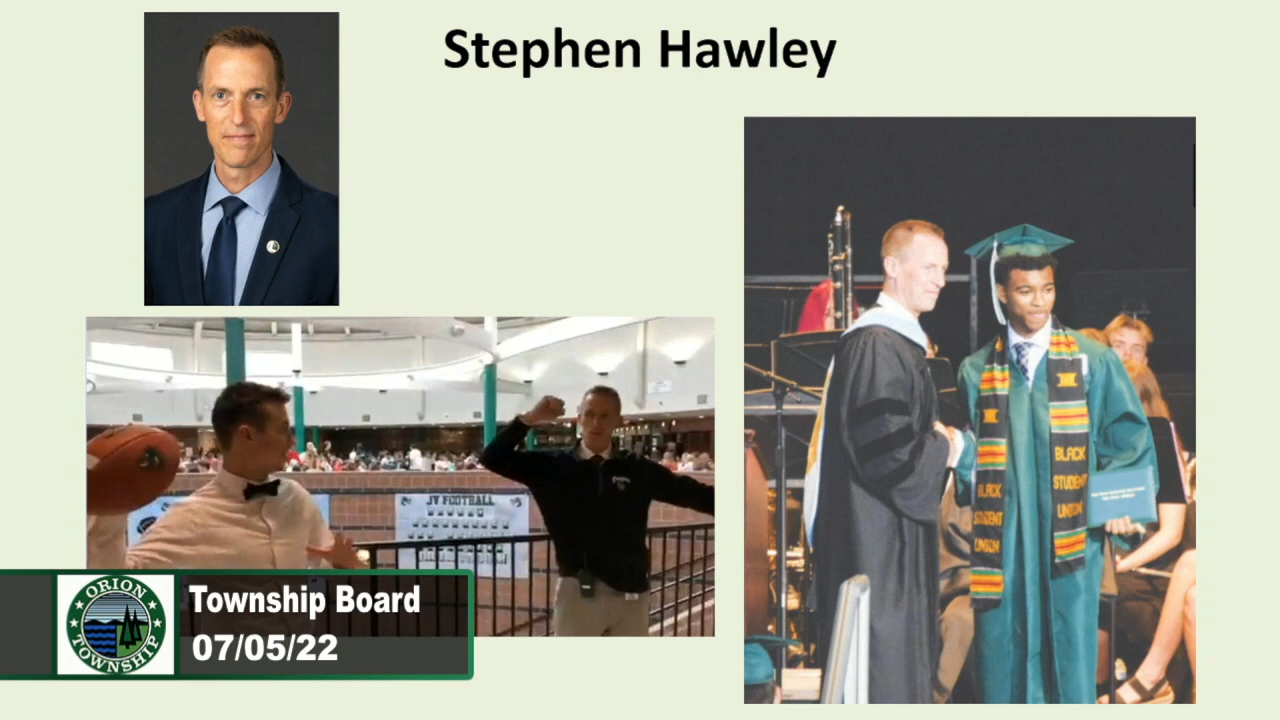 Stephen Hawley
JV FOOTBALL
BLACK
STUDENT
UNION
BLACK
STUDENT
UNION
ORION
TOWNSHIP
Township Board
07/05/22